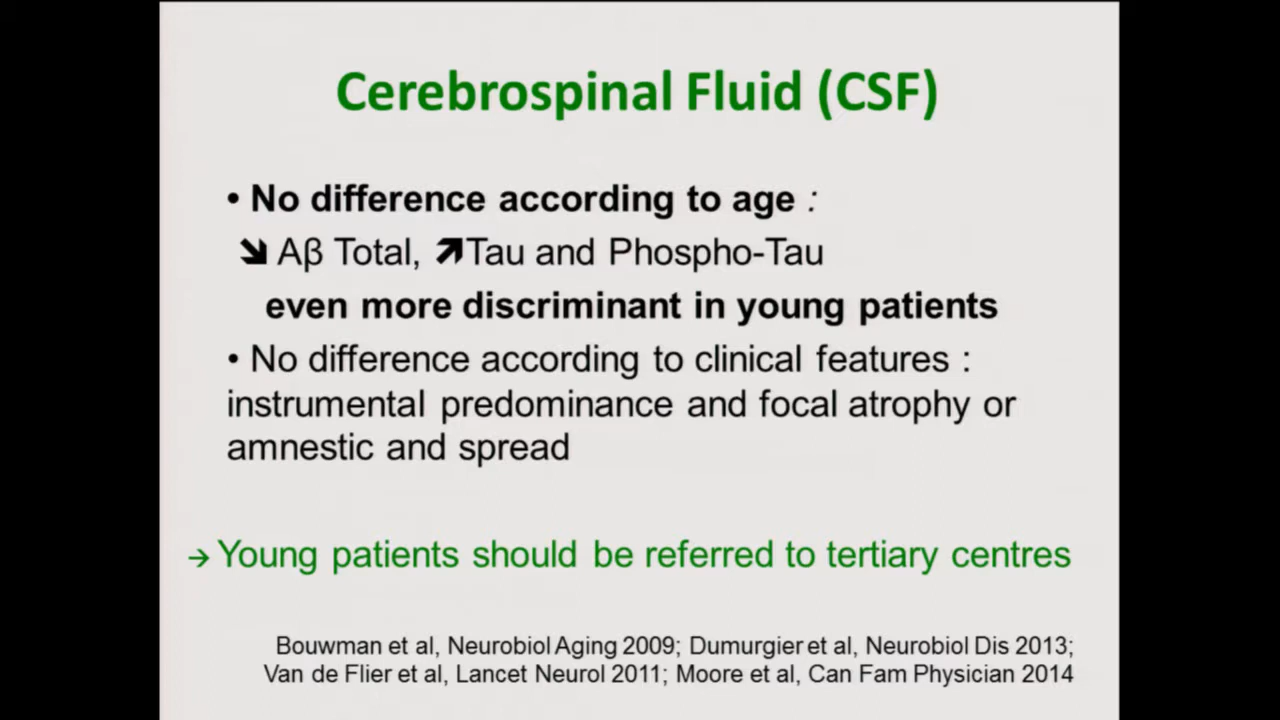 Cerebrospinal Fluid (CSF)
• No difference according to age :
🡾 Aβ Total, 🡽Tau and Phospho-Tau
even more discriminant in young patients
• No difference according to clinical features :
instrumental predominance and focal atrophy or
amnestic and spread
→ Young patients should be referred to tertiary centres
Bouwman et al, Neurobiol Aging 2009; Dumurgier et al, Neurobiol Dis 2013;
Van de Flier et al, Lancet Neurol 2011; Moore et al, Can Fam Physician 2014